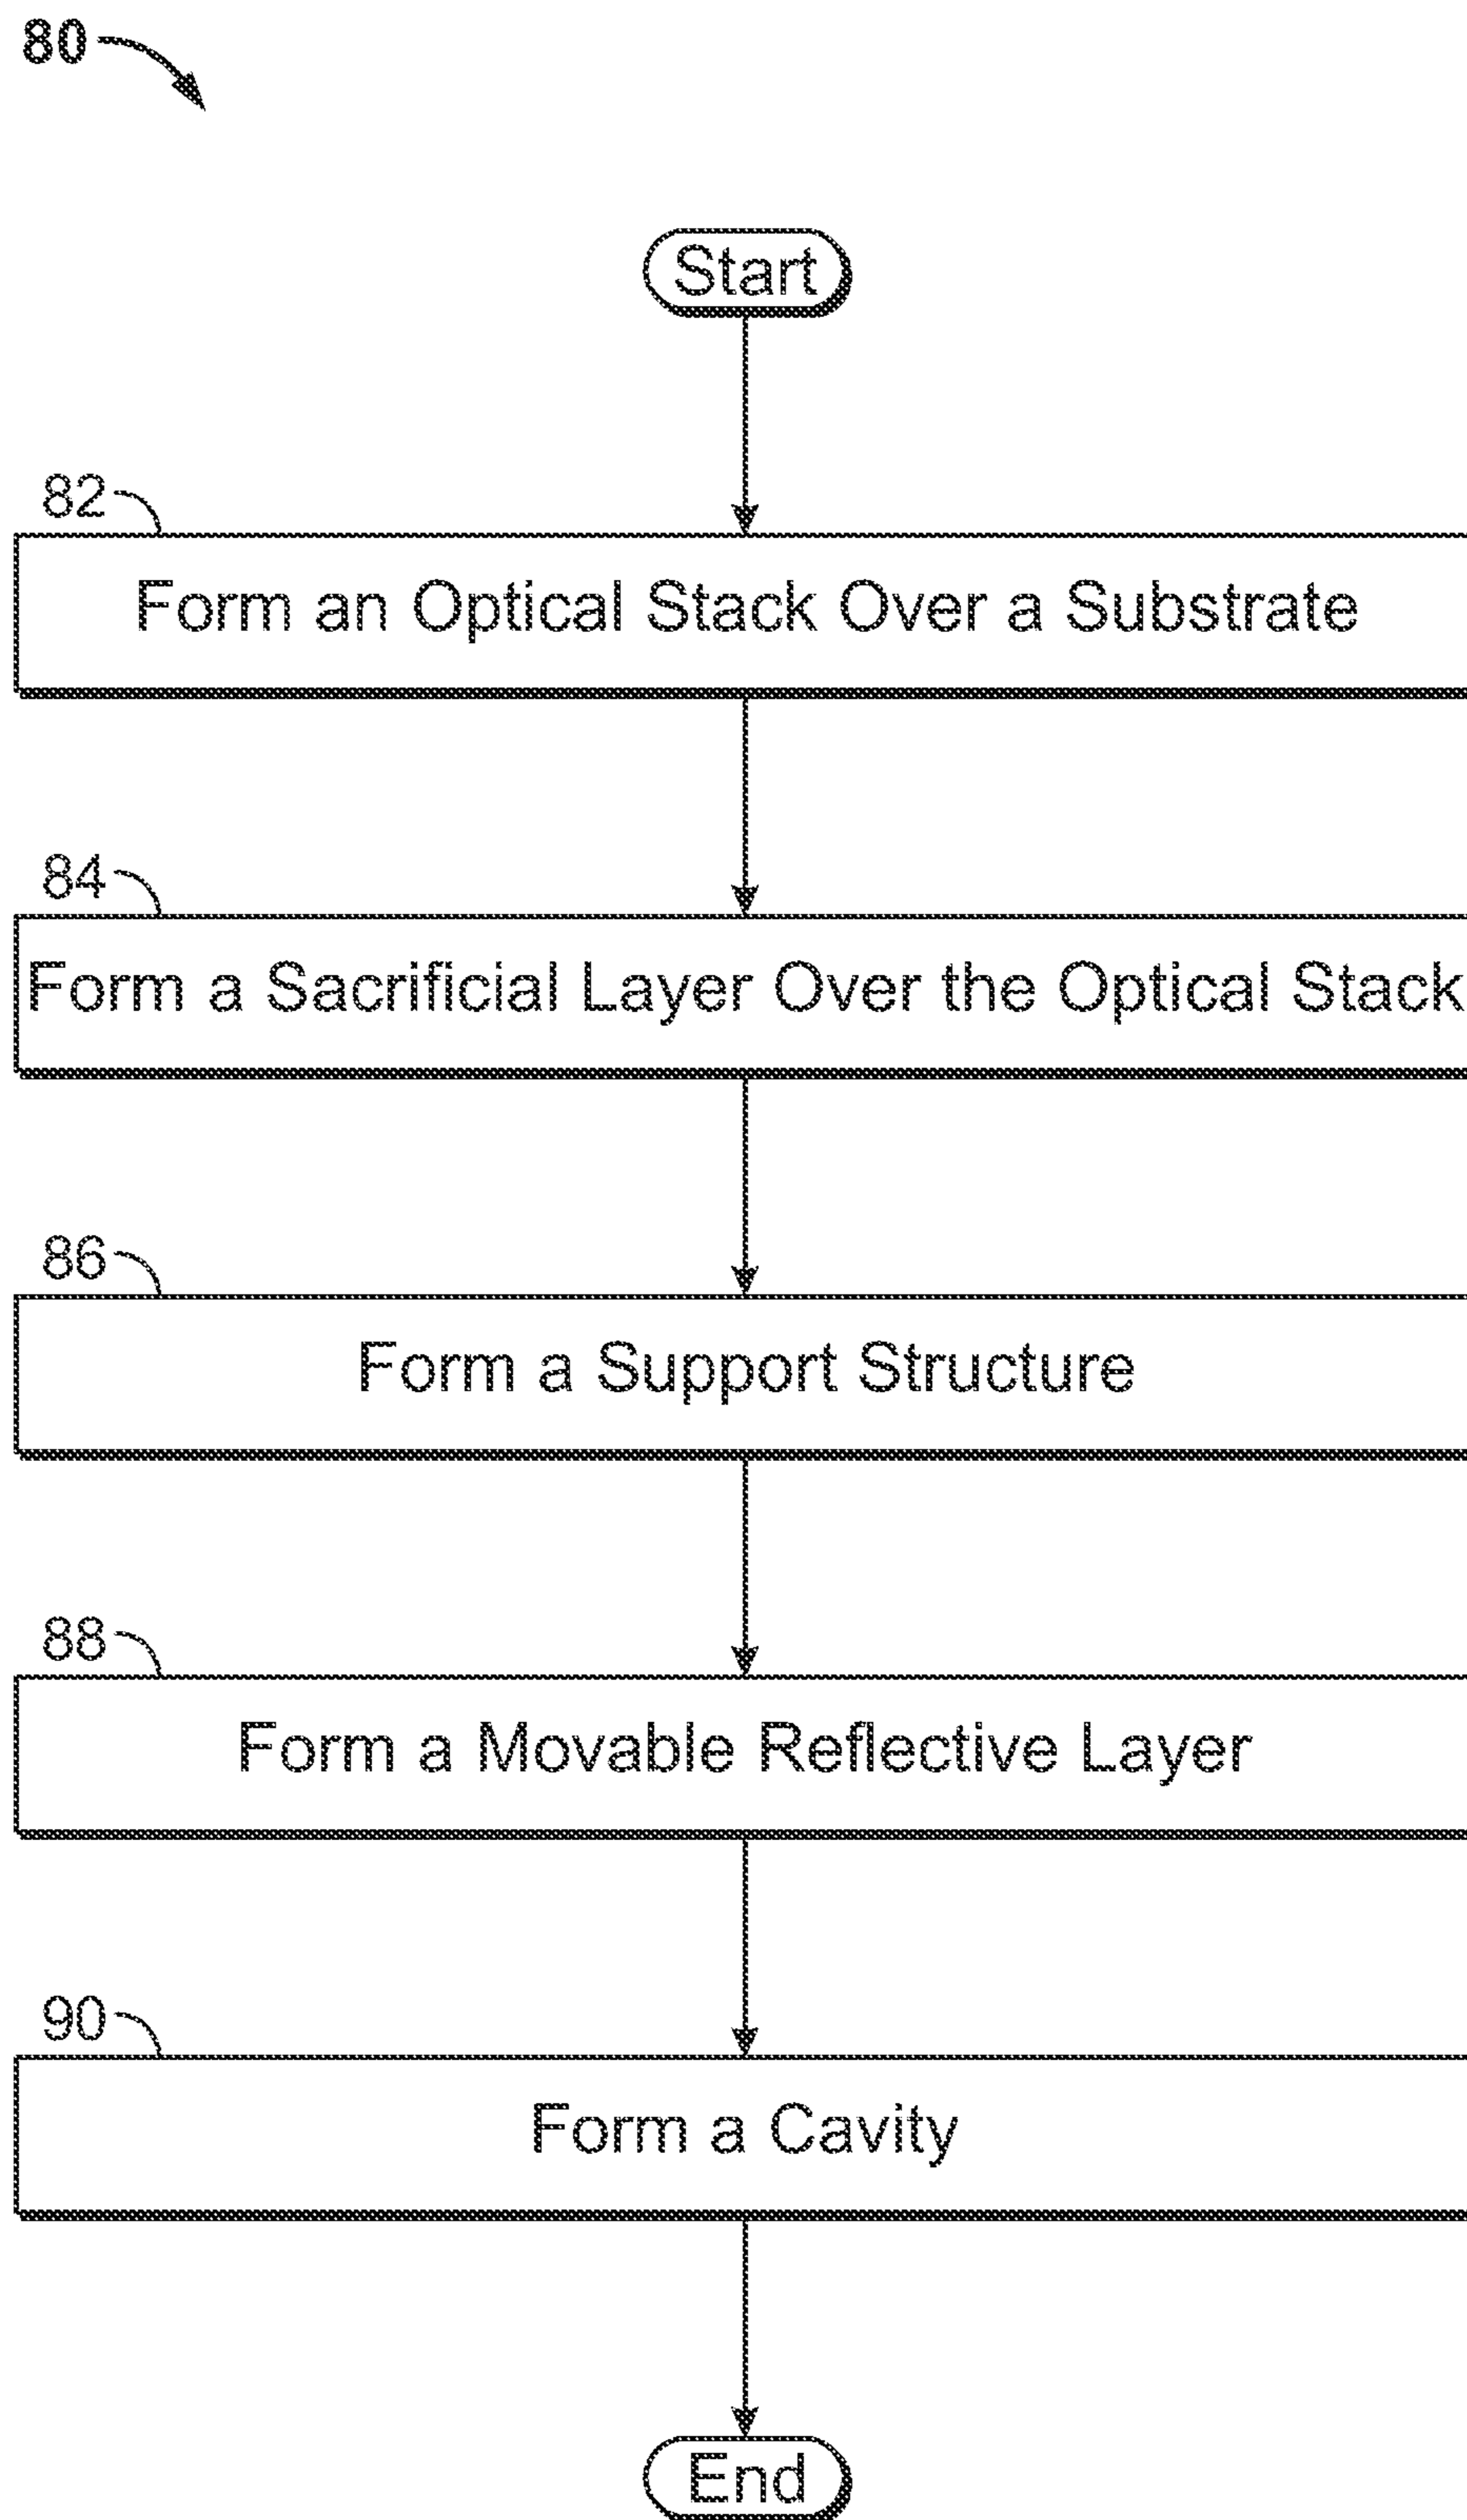 80
Start
82
Form an Optical Stack Over a Substrate
84
Form a Sacrificial Layer Over the Optical Stack
86
Form a Support Structure
88
Form a Movable Reflective Layer
90
Form a Cavity
End